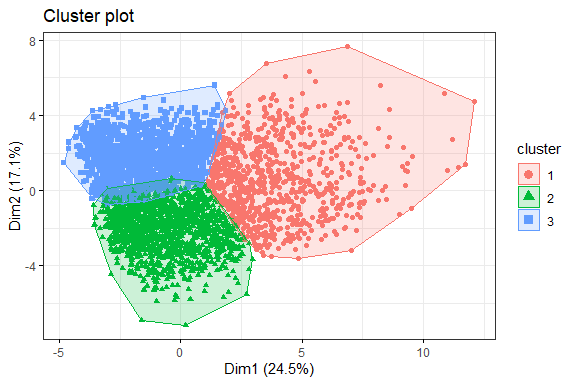 Cluster plot
8
4
0
-4
Dim2 (17.1%)
-5
0
5
10
Dim1 (24.5%)
cluster
1
2
3